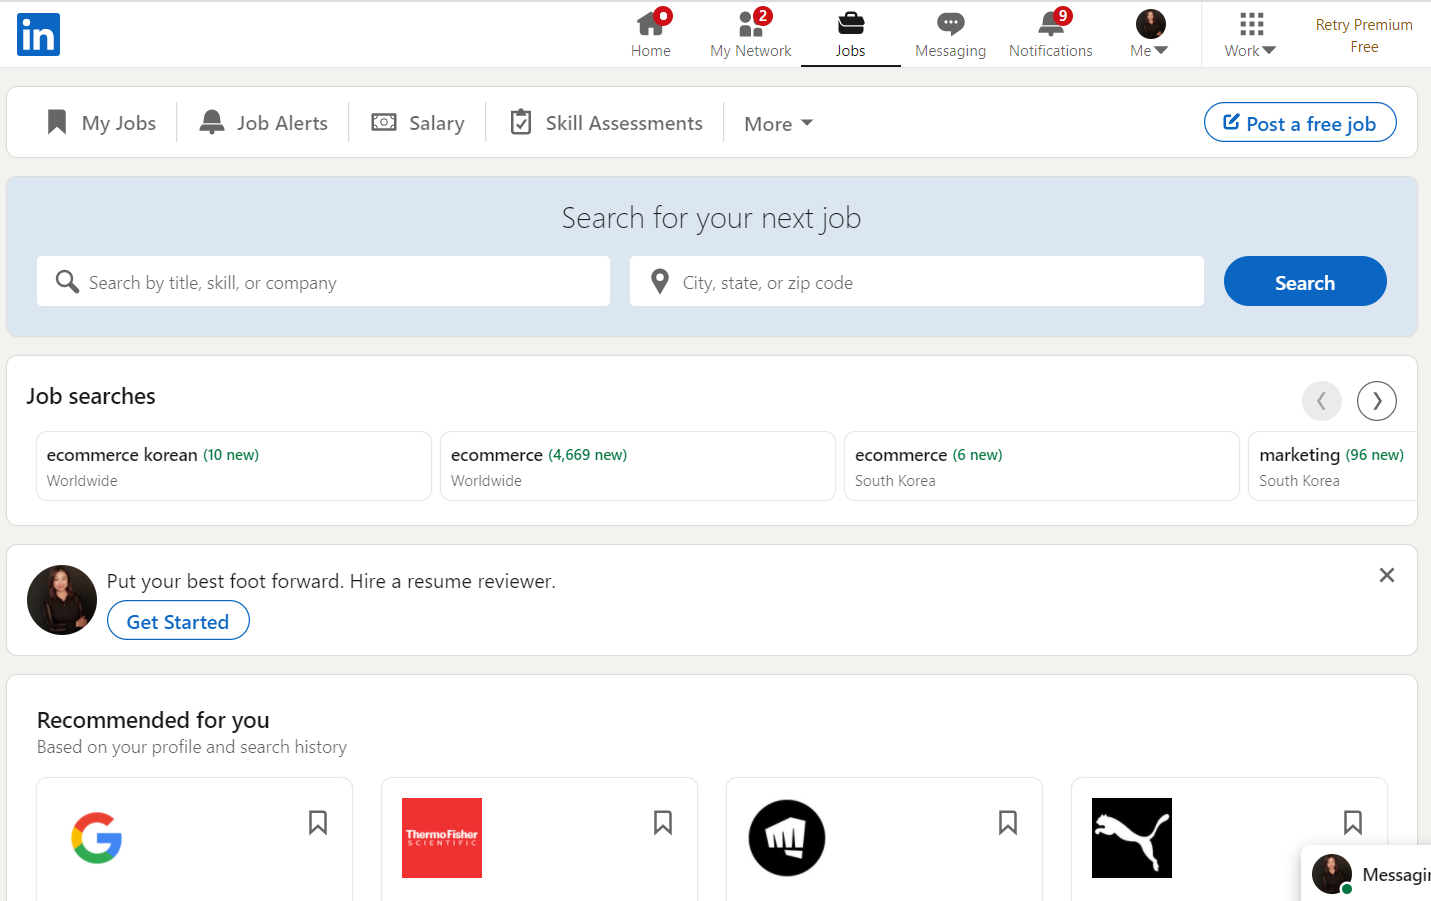 in
Home
2
My Network
Jobs
Messaging
9
Notifications
Me
Work
Retry Premium
Free
My Jobs
Job Alerts
Salary
Skill Assessments
More
Post a free job
Search for your next job
Search by title, skill, or company
City, state, or zip code
Search
Job searches
ecommerce korean (10 new)
Worldwide
ecommerce (4,669 new)
Worldwide
ecommerce (6 new)
South Korea
marketing (96 new)
South Korea
Put your best foot forward. Hire a resume reviewer.
Get Started
Recommended for you
Based on your profile and search history
G
ThermoFisher
SCIENTIFIC
Messagin